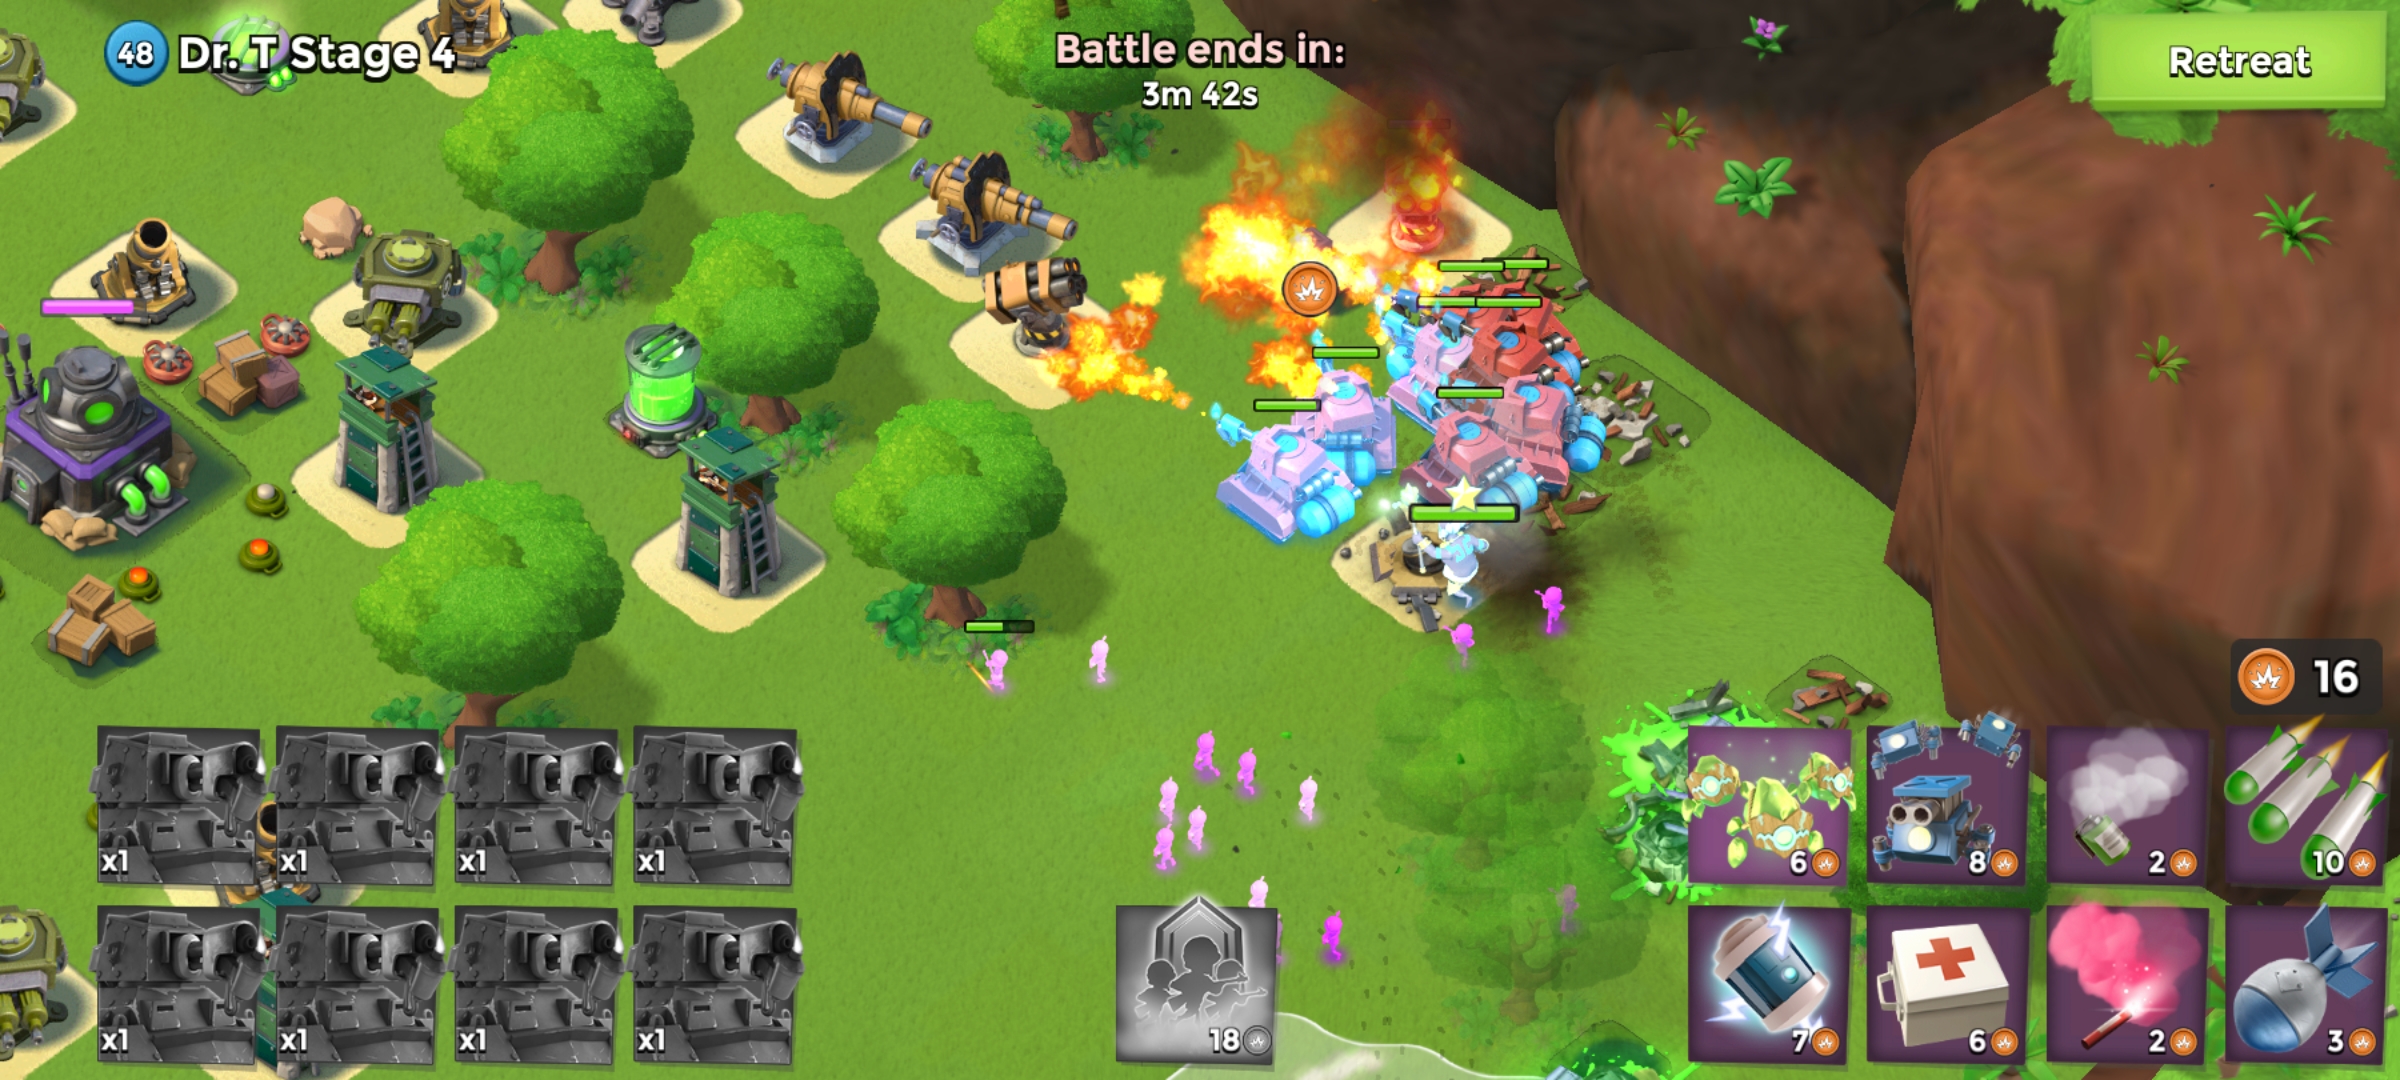 48 Dr. T Stage 4
Battle ends in:
3m 42s
Retreat
16
x1 x1 x1 x1
6 8 2 10
x1 x1 x1 x1
18
7 6 2 3